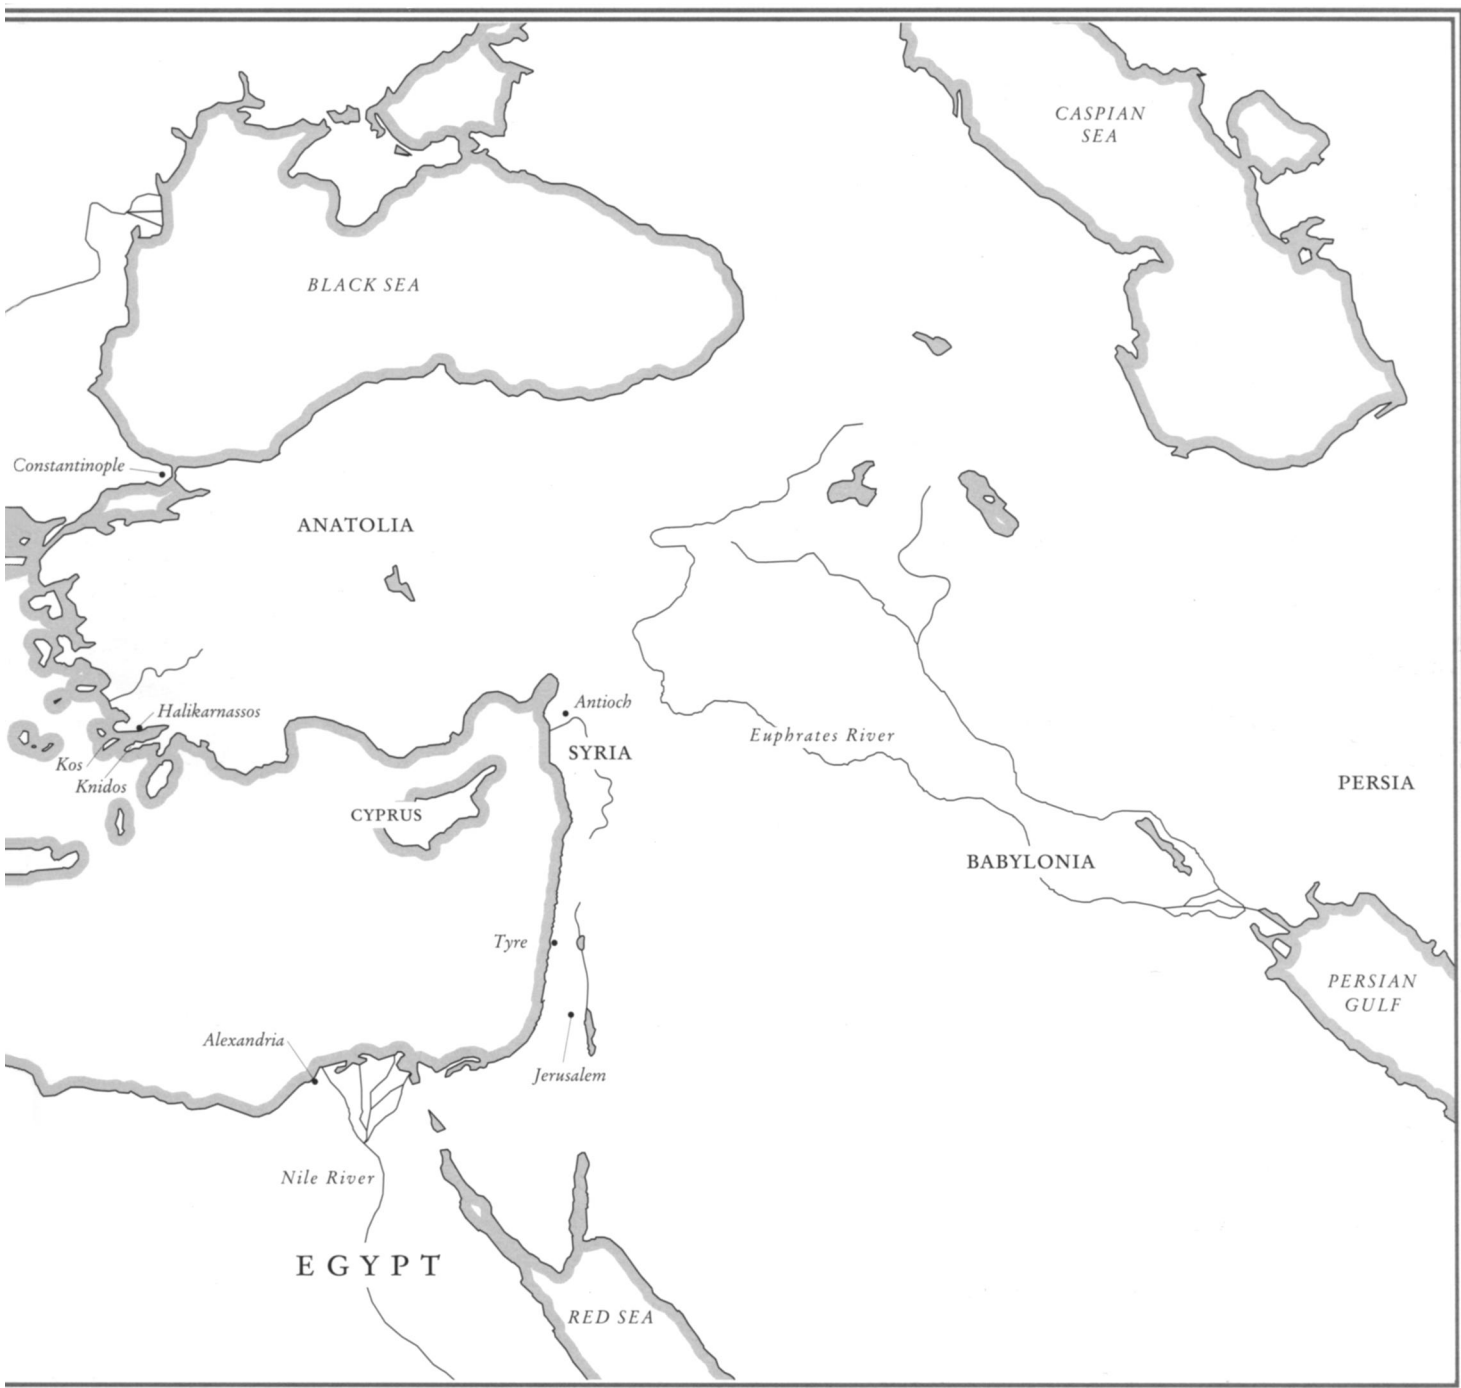 CASPIAN
SEA
BLACK SEA
Constantinople
ANATOLIA
Halikarnassos
Antioch
Kos
Knidos
SYRIA
Euphrates River
CYPRUS
PERSIA
BABYLONIA
Tyre
PERSIAN
GULF
Alexandria
Jerusalem
Nile River
EGYPT
RED SEA